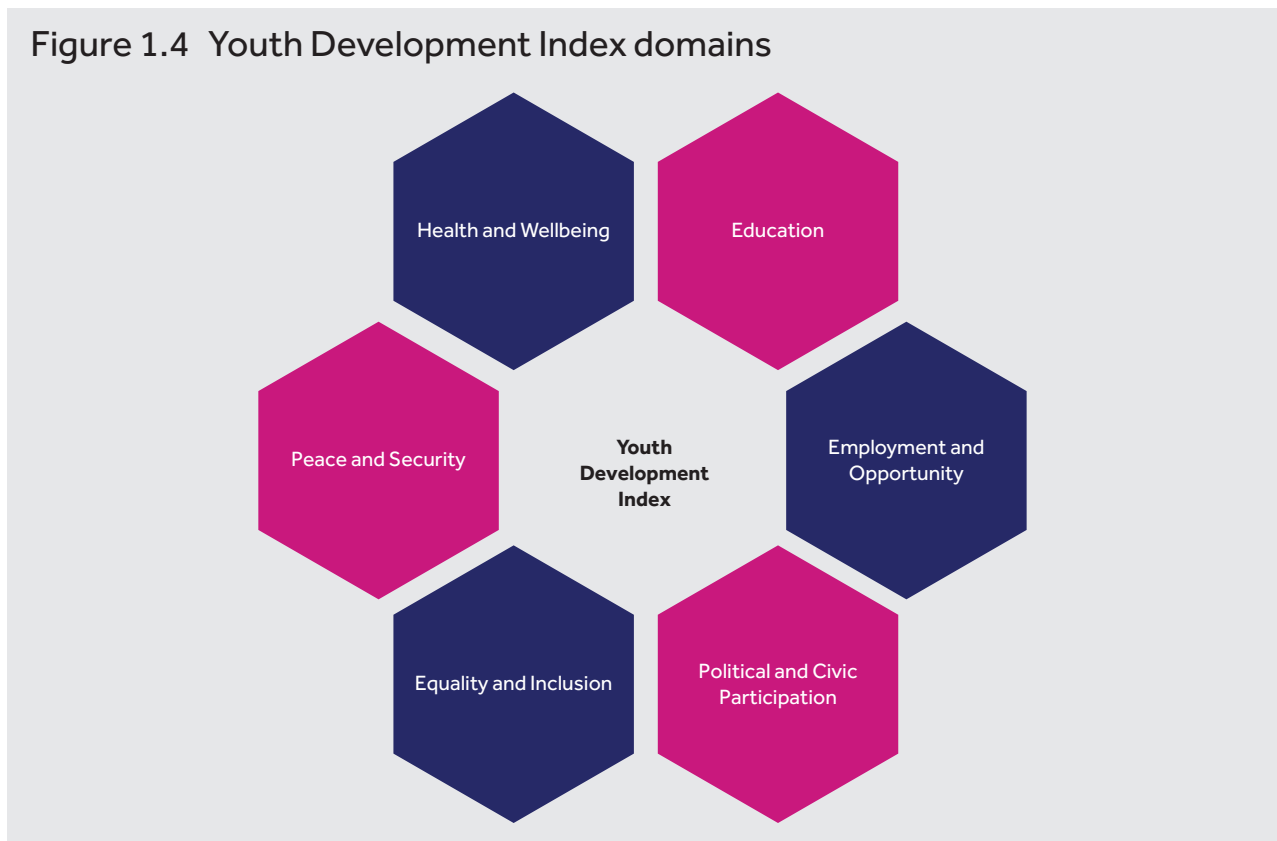 Figure 1.4 Youth Development Index domains
Health and Wellbeing
Education
Peace and Security
Youth
Development
Index
Employment and
Opportunity
Equality and Inclusion
Political and Civic
Participation